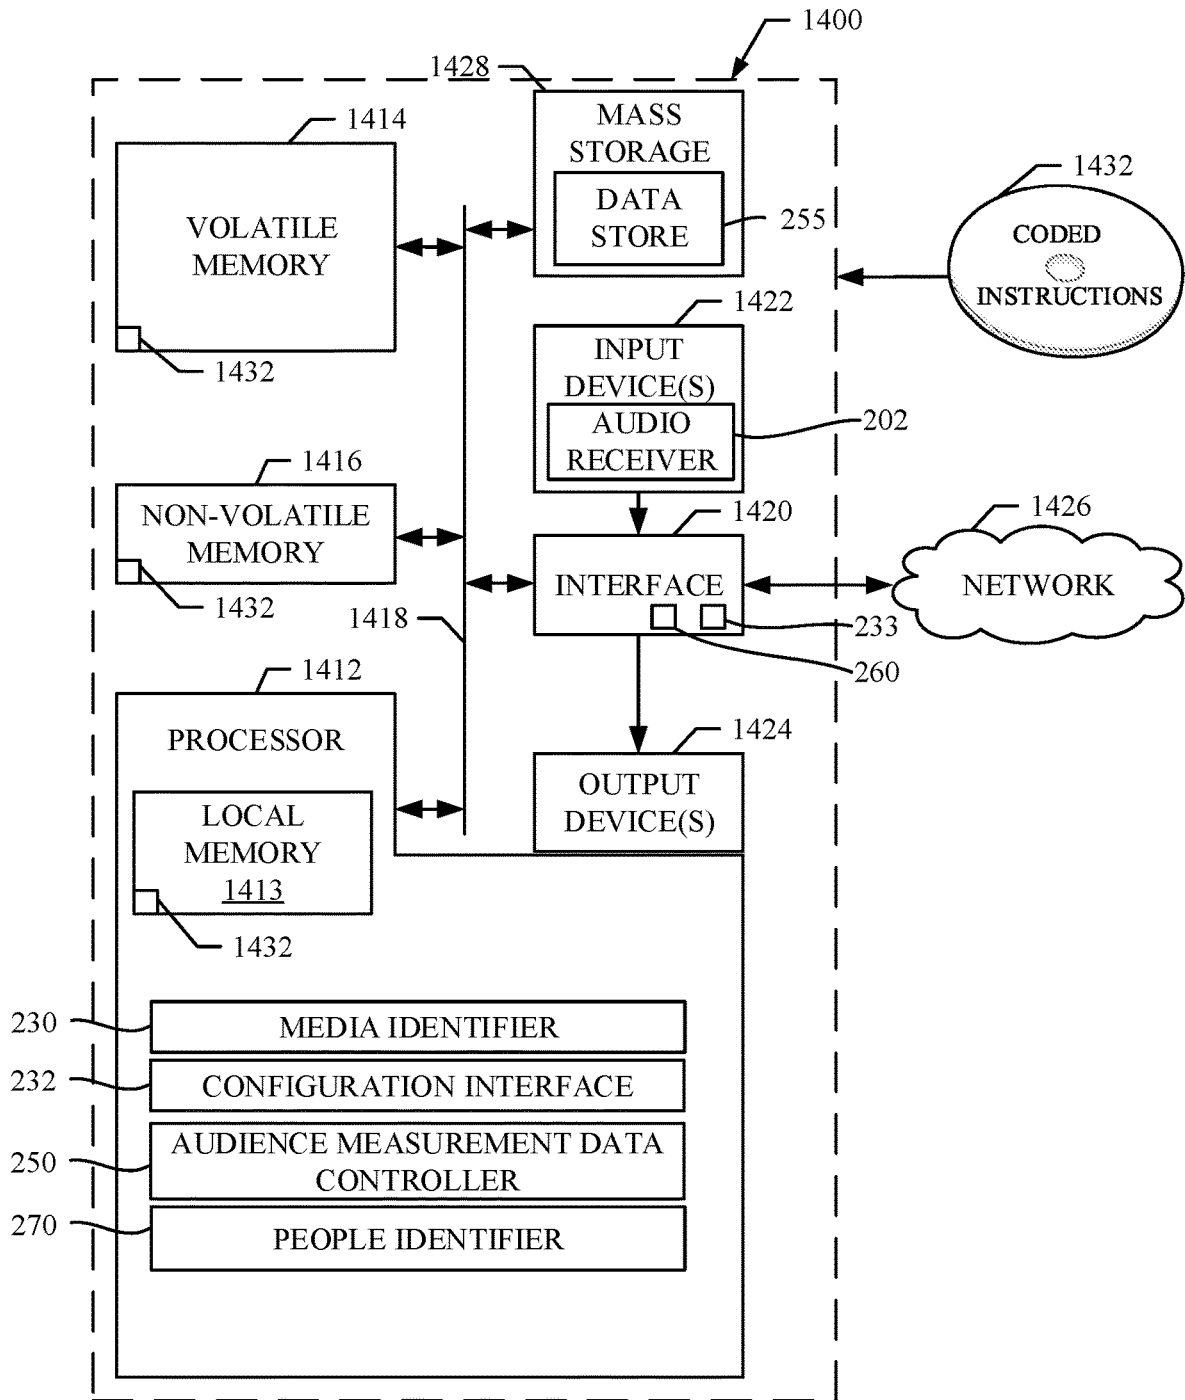 1400
1428
MASS
STORAGE
DATA
STORE
255
1414
VOLATILE
MEMORY
1432
1432
CODED
INSTRUCTIONS
1422
INPUT
DEVICE(S)
AUDIO
RECEIVER
202
1416
NON-VOLATILE
MEMORY
1432
1418
1420
INTERFACE
233
260
1426
NETWORK
1412
PROCESSOR
LOCAL
MEMORY
1413
1432
1424
OUTPUT
DEVICE(S)
230
MEDIA IDENTIFIER
232
CONFIGURATION INTERFACE
250
AUDIENCE MEASUREMENT DATA
CONTROLLER
270
PEOPLE IDENTIFIER